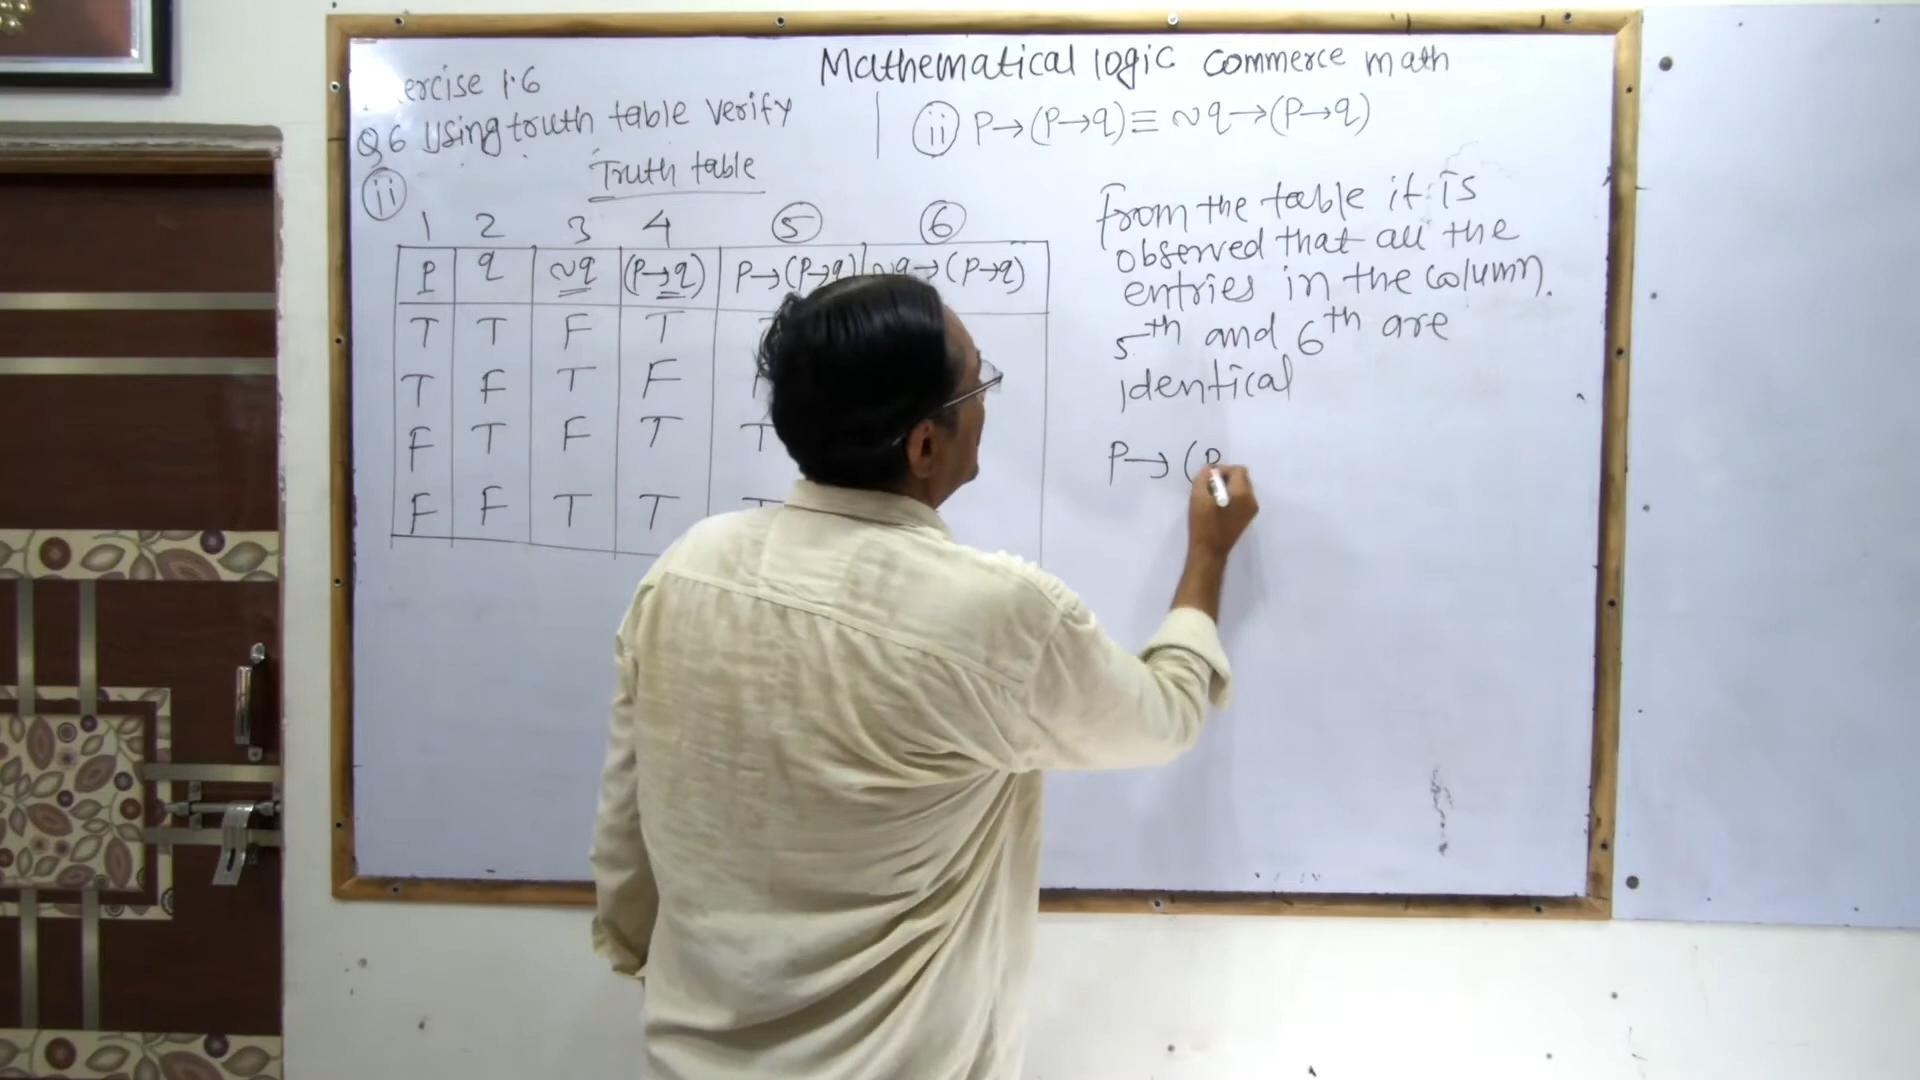 Mathematical logic commerce math
ercise 1.6
Q6 Using truth table verify
ii P→(P→q)≡ ~q→(P→q)
ii
Truth table
1 2 3 4 5 6
P q ~q (P→q) P→(P→q) ~q→(P→q)
T T F T
T F T F
F T F T T
F F T T T
from the table it is
observed that all the
entries in the column.
5th and 6th are
identical
P→(P